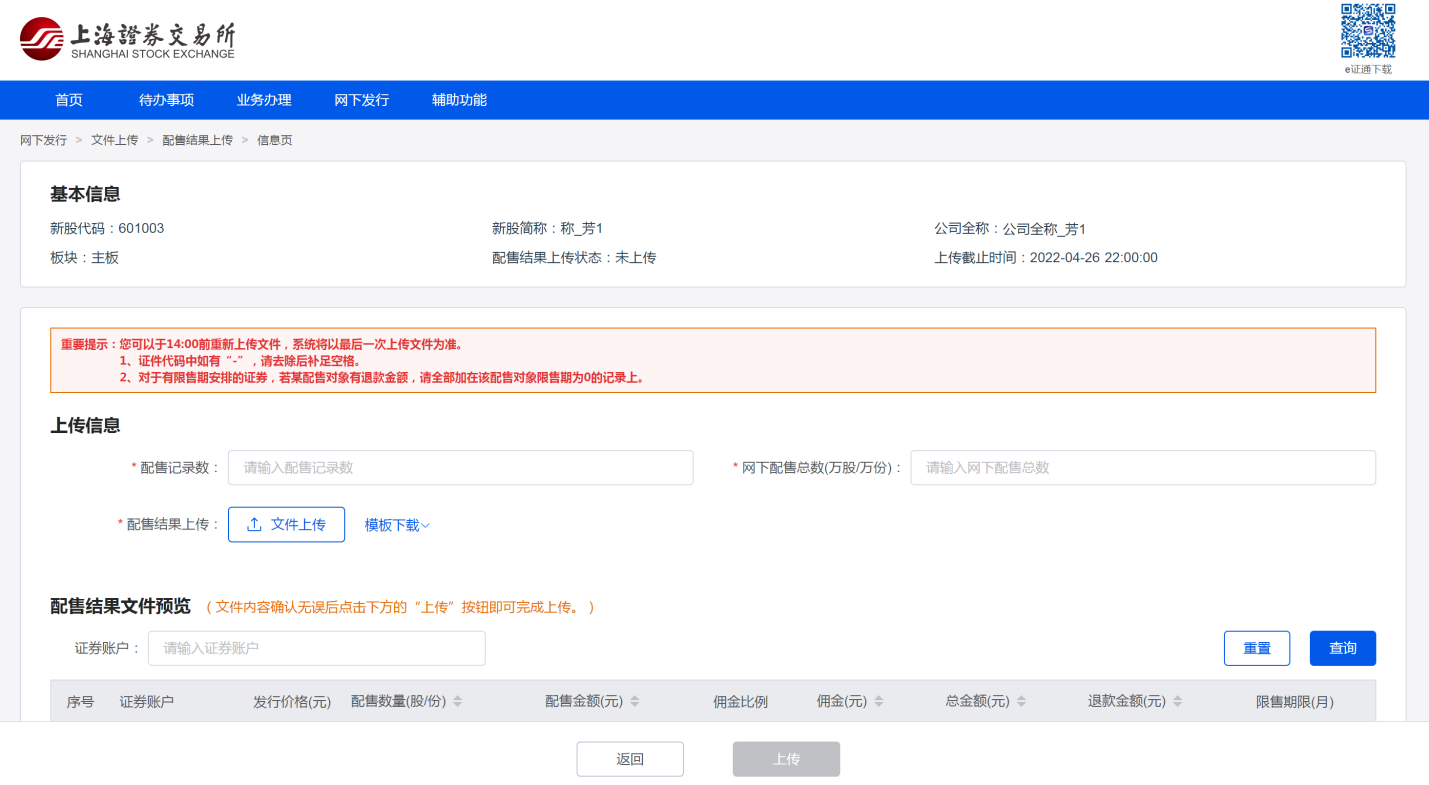 上海證券交易所
SHANGHAI STOCK EXCHANGE
e证通下载
首页 待办事项 业务办理 网下发行 辅助功能
网下发行 > 文件上传 > 配售结果上传 > 信息页
基本信息
新股代码：601003 新股简称：称_芳1 公司全称：公司全称_芳1
板块：主板 配售结果上传状态：未上传 上传截止时间：2022-04-26 22:00:00
重要提示：您可以于14:00前重新上传文件，系统将以最后一次上传文件为准。
1、证件代码中如有“-”，请去除后补足空格。
2、对于有限售期安排的证券，若某配售对象有退款金额，请全部加在该配售对象限售期为0的记录上。
上传信息
* 配售记录数： 请输入配售记录数 * 网下配售总数(万股/万份)： 请输入网下配售总数
* 配售结果上传： 文件上传 模板下载
配售结果文件预览 （文件内容确认无误后点击下方的“上传”按钮即可完成上传。）
证券账户： 请输入证券账户 重置 查询
序号 证券账户 发行价格(元) 配售数量(股/份) 配售金额(元) 佣金比例 佣金(元) 总金额(元) 退款金额(元) 限售期限(月)
返回 上传